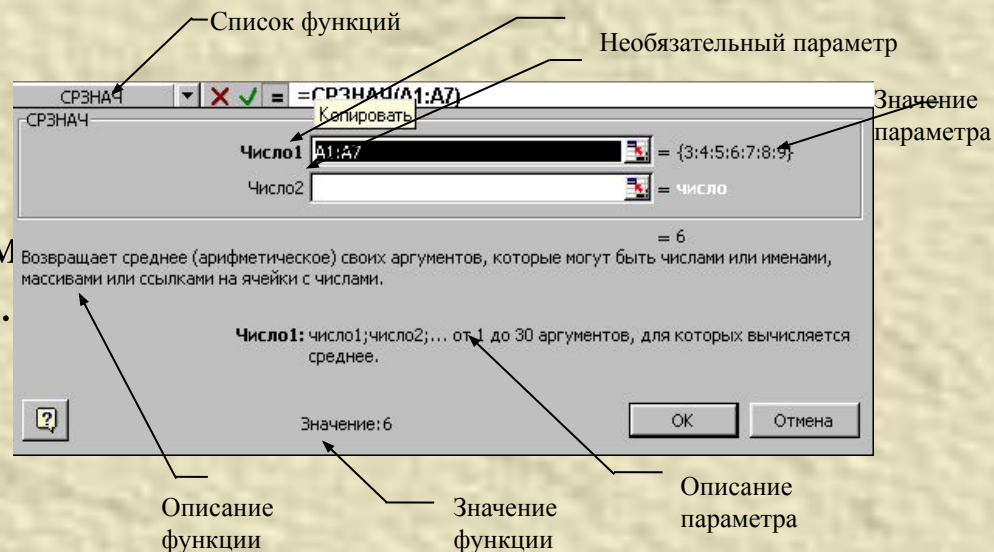 Список функций
Необязательный параметр
СРЗНАЧ = =СРЗНАЧ(A1:A7)
Значение
параметра
Копировать
СРЗНАЧ
Число1 A1:A7 = {3:4:5:6:7:8:9}
Число2 = число
= 6
М
Возвращает среднее (арифметическое) своих аргументов, которые могут быть числами или именами,
массивами или ссылками на ячейки с числами.
.
Число1: число1;число2;... от 1 до 30 аргументов, для которых вычисляется
среднее.
Значение:6
ОК Отмена
Описание
функции
Значение
функции
Описание
параметра